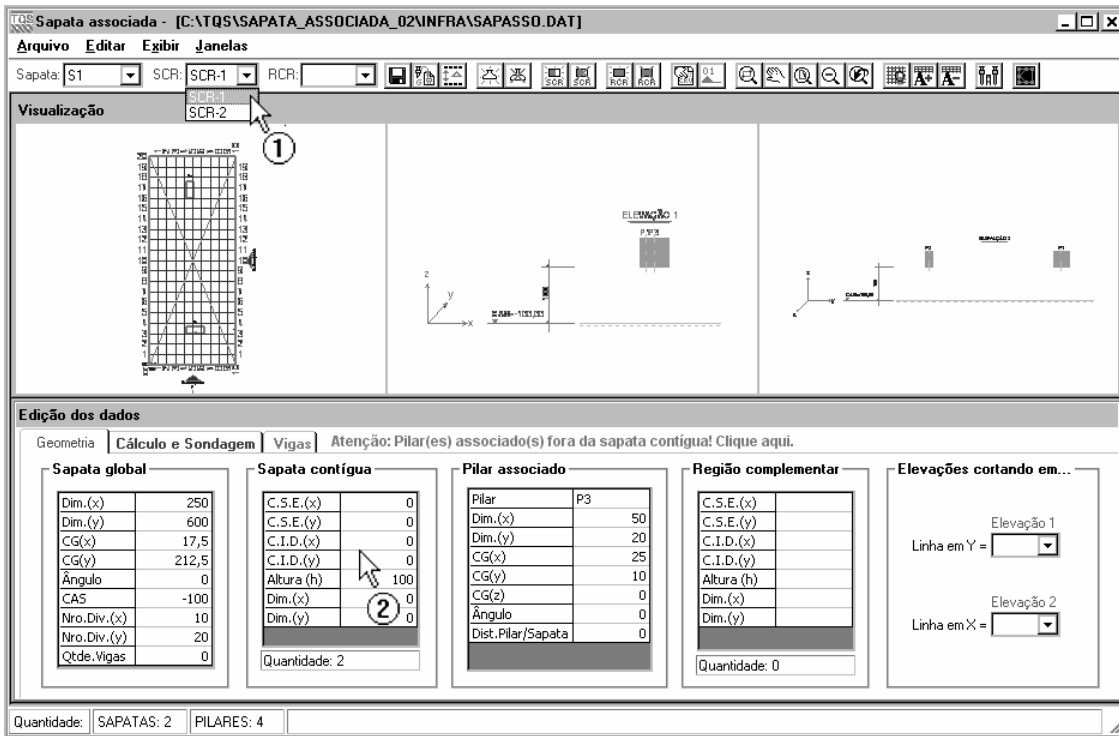 Sapata associada - [C:\TQS\SAPATA_ASSOCIADA_02\INFRA\SAPASSO.DAT]
Arquivo Editar Exibir Janelas
Sapata: S1 SCR: SCR-1 RCR:
SCR-1
SCR-2
1
Visualização
ELEVAÇÃO 1
z
y
x
Edição dos dados
Geometria Cálculo e Sondagem Vigas Atenção: Pilar(es) associado(s) fora da sapata contígua! Clique aqui.
Sapata global
Dim.(x) 250
Dim.(y) 600
CG(x) 17,5
CG(y) 212,5
Ângulo 0
CAS -100
Nro.Div.(x) 10
Nro.Div.(y) 20
Qtde.Vigas 0
Sapata contígua
C.S.E.(x) 0
C.S.E.(y) 0
C.I.D.(x) 0
C.I.D.(y) 0
Altura (h) 100
Dim.(x) 0
Dim.(y) 0
2
Quantidade: 2
Pilar associado
Pilar P3
Dim.(x) 50
Dim.(y) 20
CG(x) 25
CG(y) 10
CG(z) 0
Ângulo 0
Dist.Pilar/Sapata 0
Região complementar
C.S.E.(x)
C.S.E.(y)
C.I.D.(x)
C.I.D.(y)
Altura (h)
Dim.(x)
Dim.(y)
Quantidade: 0
Elevações cortando em...
Elevação 1
Linha em Y =
Elevação 2
Linha em X =
Quantidade: SAPATAS: 2 PILARES: 4